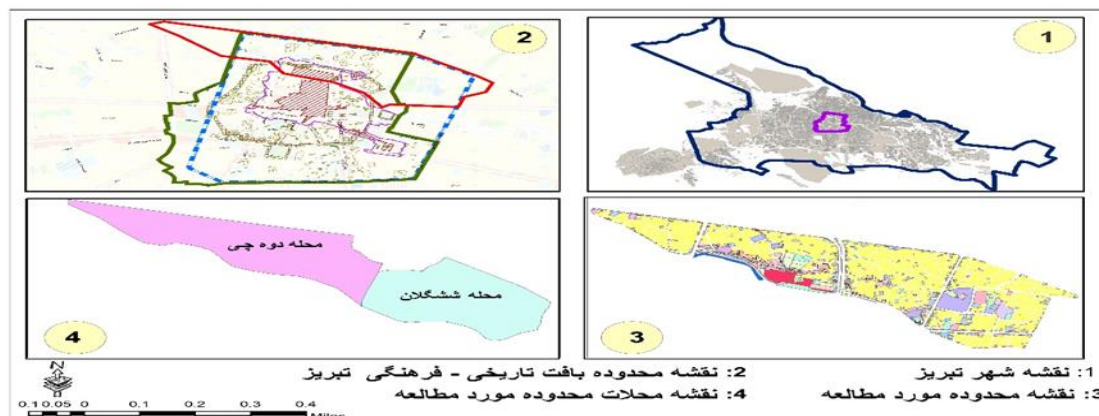 2
1
محله دوه چی
محله ششگلان
4
3
1: نقشه شهر تبریز
2: نقشه محدوده بافت تاریخی - فرهنگی تبریز
3: نقشه محدوده مورد مطالعه
4: نقشه محلات محدوده مورد مطالعه
N
0.1 0.05 0 0.1 0.2 0.3 0.4
Miles